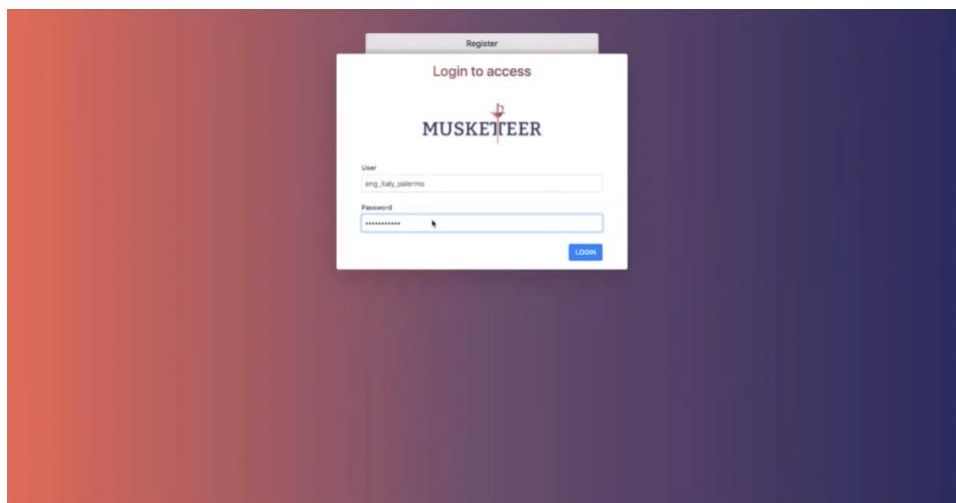 Register
Login to access
MUSKETEER
User
eng_italy_palermo
Password
•••••••••••
LOGIN